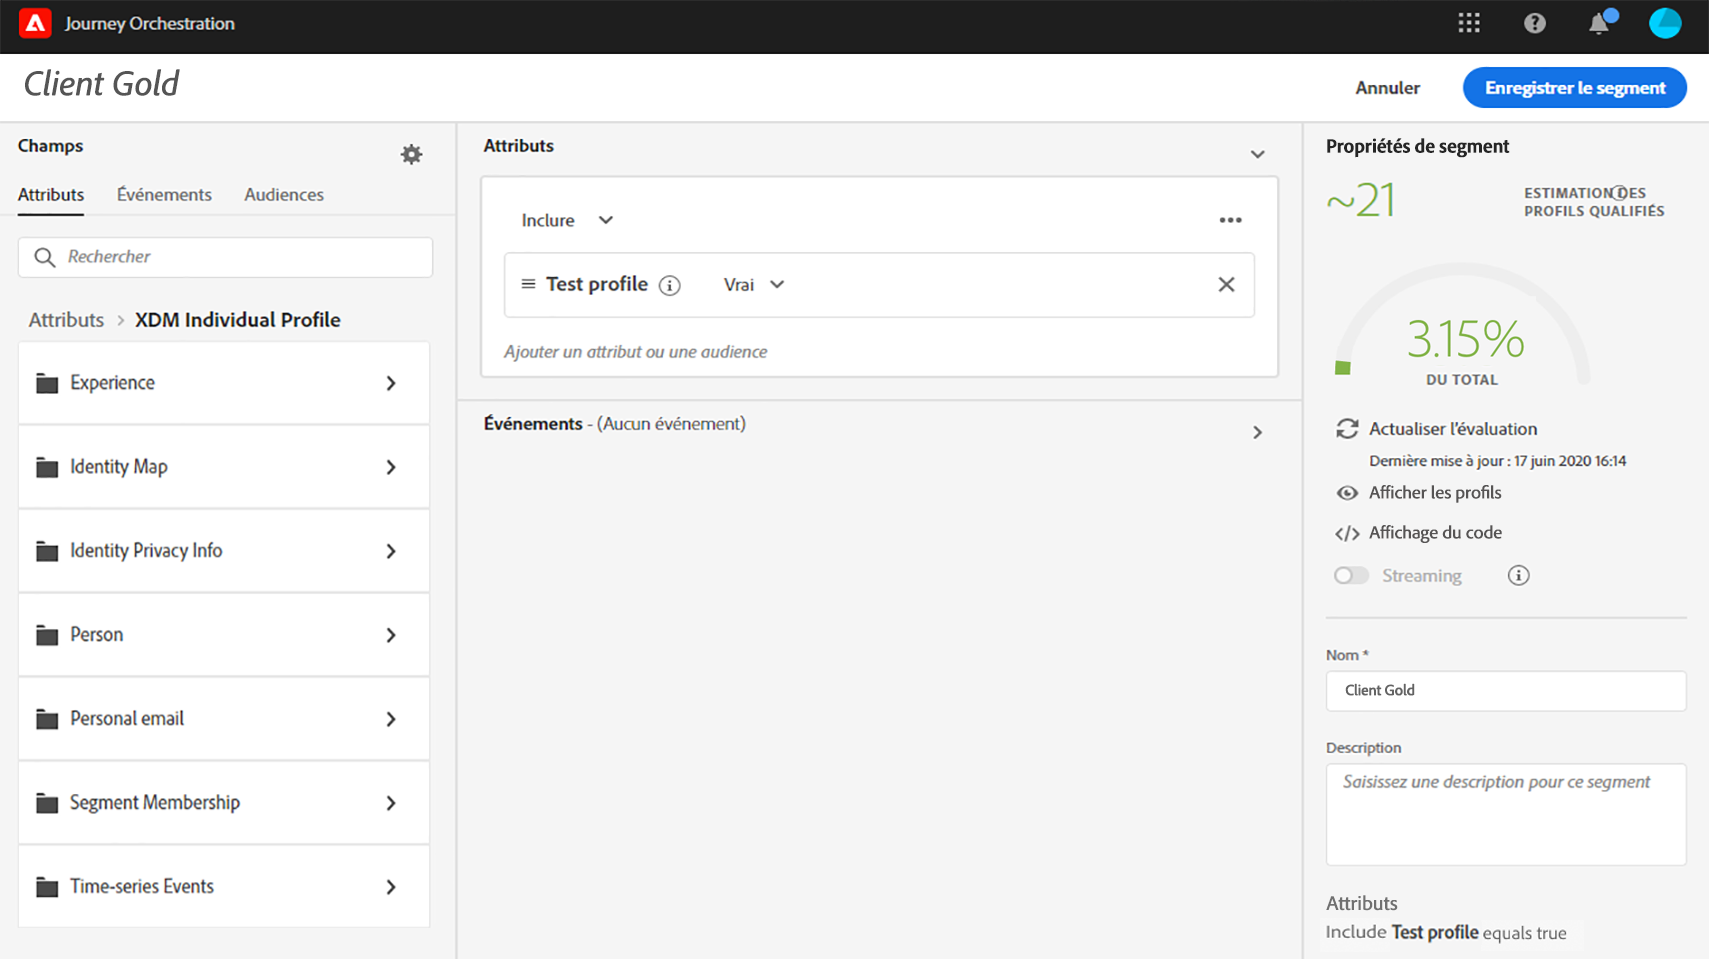 Journey Orchestration
Client Gold
Annuler
Enregistrer le segment
Champs
Attributs
Événements
Audiences
Rechercher
Attributs > XDM Individual Profile
Experience
Identity Map
Identity Privacy Info
Person
Personal email
Segment Membership
Time-series Events
Attributs
Inclure
Test profile
Vrai
Ajouter un attribut ou une audience
Événements - (Aucun événement)
Propriétés de segment
~21
ESTIMATION DES
PROFILS QUALIFIÉS
3.15%
DU TOTAL
Actualiser l'évaluation
Dernière mise à jour : 17 juin 2020 16:14
Afficher les profils
Affichage du code
Streaming
Nom *
Client Gold
Description
Saisissez une description pour ce segment
Attributs
Include Test profile equals true